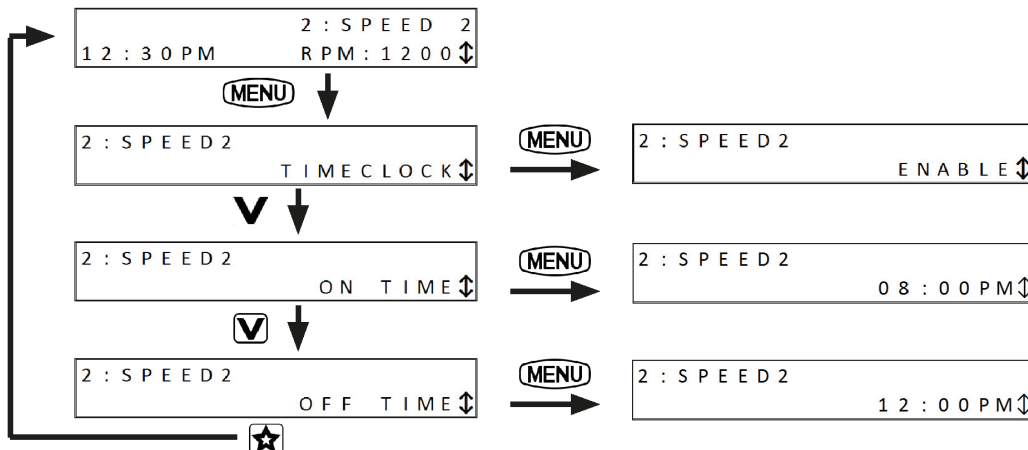 2:SPEED 2
12:30PM RPM:1200↕
MENU
2:SPEED2
TIMECLOCK↕
MENU
2:SPEED2
ENABLE↕
V
2:SPEED2
ON TIME↕
MENU
2:SPEED2
08:00PM↕
V
2:SPEED2
OFF TIME↕
MENU
2:SPEED2
12:00PM↕